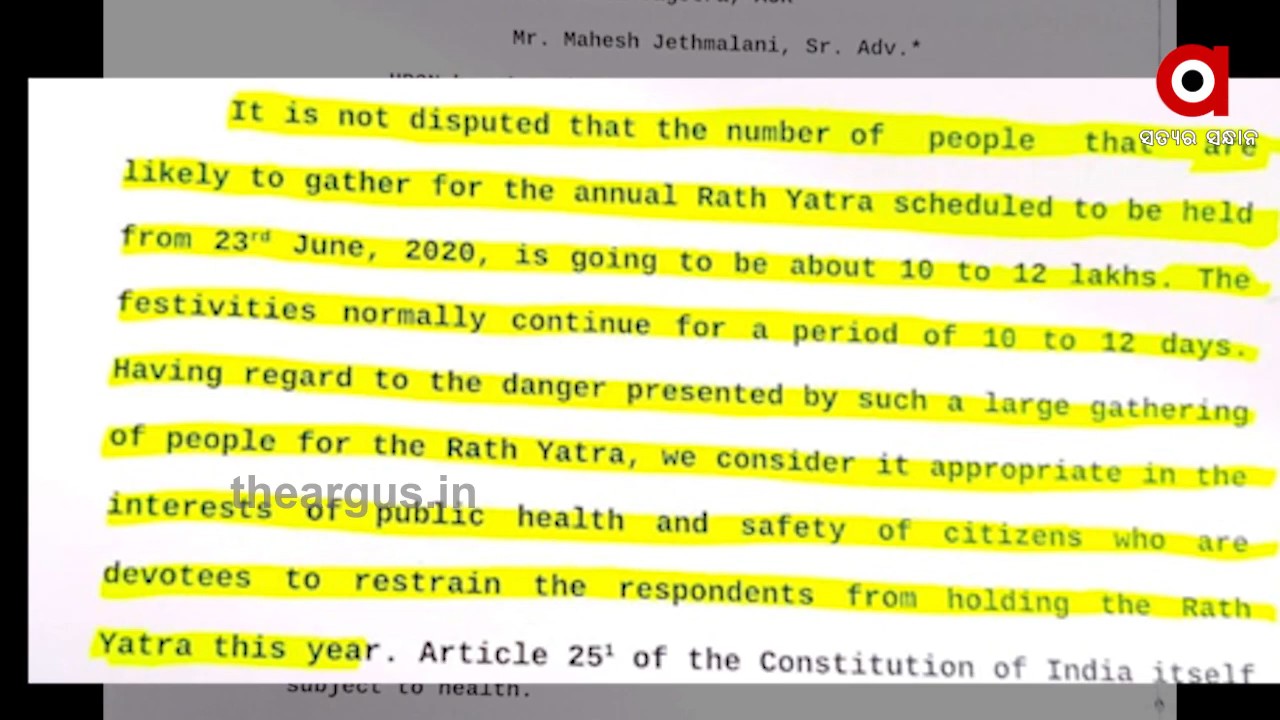 Mr. Mahesh Jethmalani, Sr. Adv.*
ସତ୍ୟର ସନ୍ଧାନ
It is not disputed that the number of people that are
likely to gather for the annual Rath Yatra scheduled to be held
from 23rd June, 2020, is going to be about 10 to 12 lakhs. The
festivities normally continue for a period of 10 to 12 days.
Having regard to the danger presented by such a large gathering
of people for the Rath Yatra, we consider it appropriate in the
theargus.in
interests of public health and safety of citizens who are
devotees to restrain the respondents from holding the Rath
Yatra this year. Article 25¹ of the Constitution of India itself
subject to health.